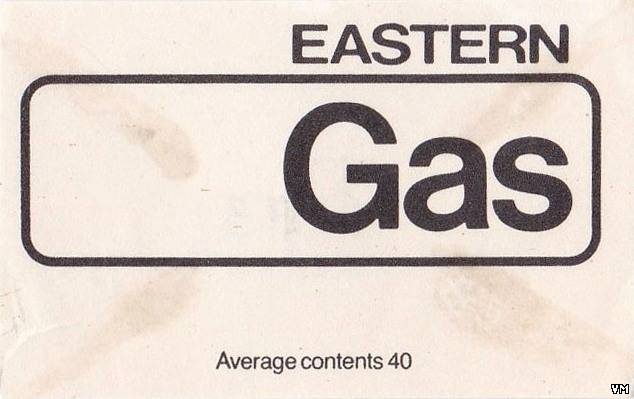 EASTERN
Gas
Average contents 40
VM